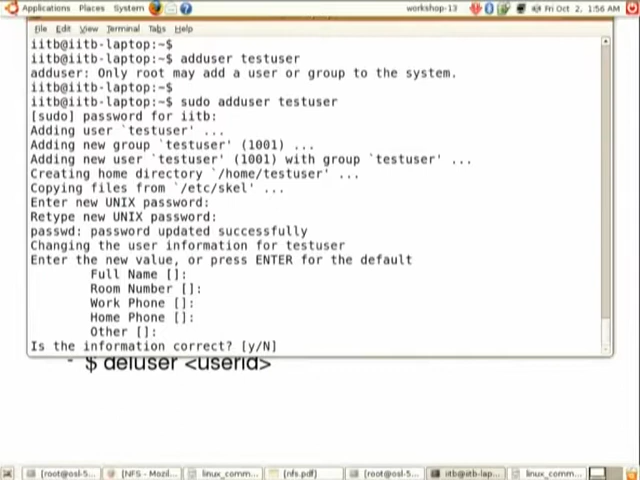 Applications Places System workshop-13 Fri Oct 2, 1:56 AM
File Edit View Terminal Tabs Help
iitb@iitb-laptop:~$
iitb@iitb-laptop:~$ adduser testuser
adduser: Only root may add a user or group to the system.
iitb@iitb-laptop:~$
iitb@iitb-laptop:~$ sudo adduser testuser
[sudo] password for iitb:
Adding user `testuser' ...
Adding new group `testuser' (1001) ...
Adding new user `testuser' (1001) with group `testuser' ...
Creating home directory `/home/testuser' ...
Copying files from `/etc/skel' ...
Enter new UNIX password:
Retype new UNIX password:
passwd: password updated successfully
Changing the user information for testuser
Enter the new value, or press ENTER for the default
Full Name []:
Room Number []:
Work Phone []:
Home Phone []:
Other []:
Is the information correct? [y/N]
- $ deluser <userid>
[root@osl-5... [NFS - Mozil... linux_comm... [nfs.pdf] [root@osl-5... iitb@iitb-lap... linux_comm...